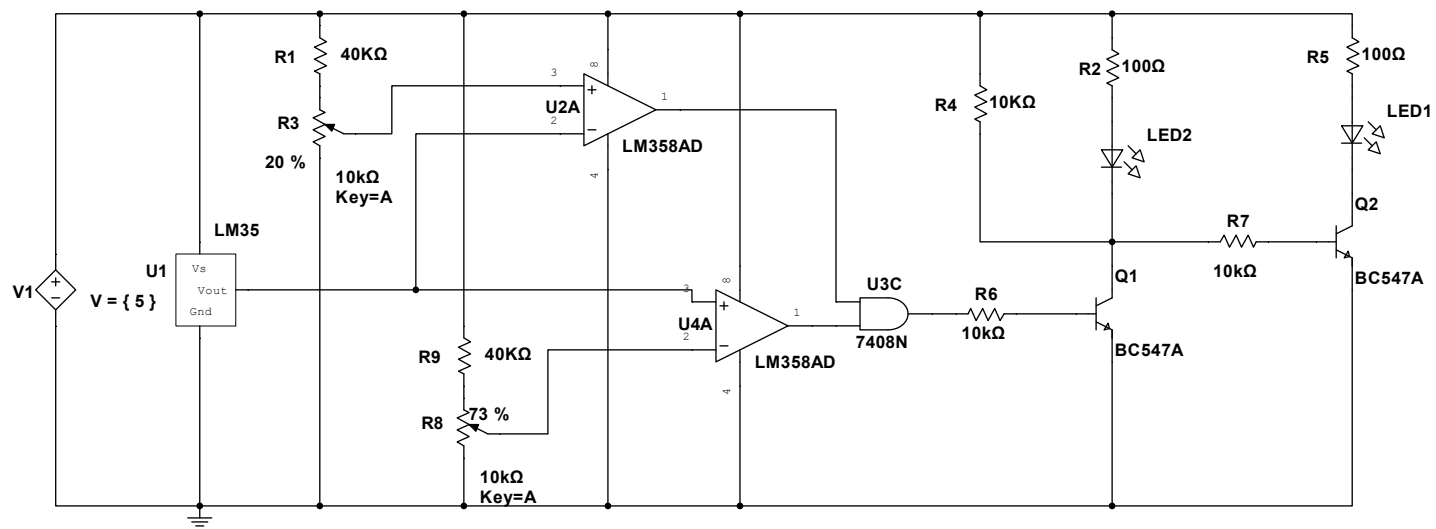 R1
40KΩ
R3
20 %
10kΩ
Key=A
3
8
U2A
1
2
LM358AD
4
R4
10KΩ
R2
100Ω
LED2
R5
100Ω
LED1
LM35
U1
Vs
Vout
Gnd
V1
V = { 5 }
R9
40KΩ
73 %
R8
10kΩ
Key=A
3
8
U4A
1
2
LM358AD
4
U3C
7408N
R6
10kΩ
Q1
BC547A
R7
10kΩ
Q2
BC547A